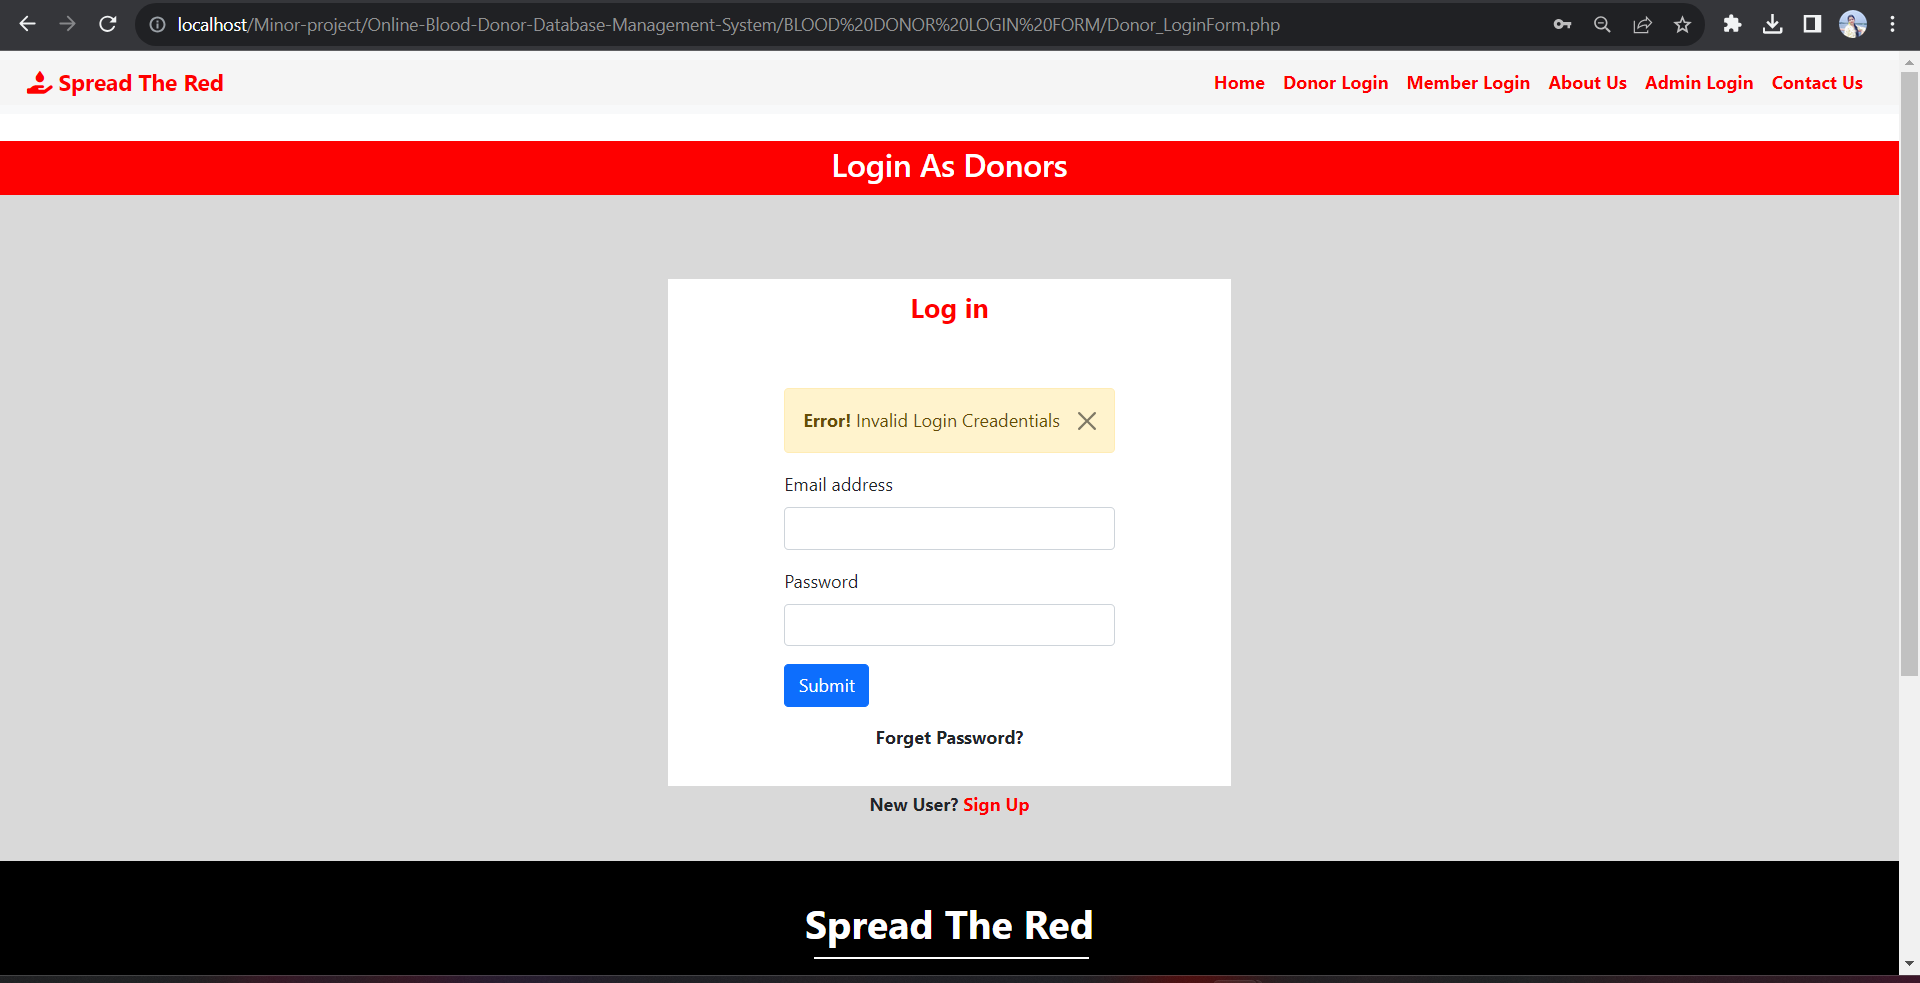 localhost/Minor-project/Online-Blood-Donor-Database-Management-System/BLOOD%20DONOR%20LOGIN%20FORM/Donor_LoginForm.php
Spread The Red Home Donor Login Member Login About Us Admin Login Contact Us
Login As Donors
Log in
Error! Invalid Login Creadentials
Email address
Password
Submit
Forget Password?
New User? Sign Up
Spread The Red